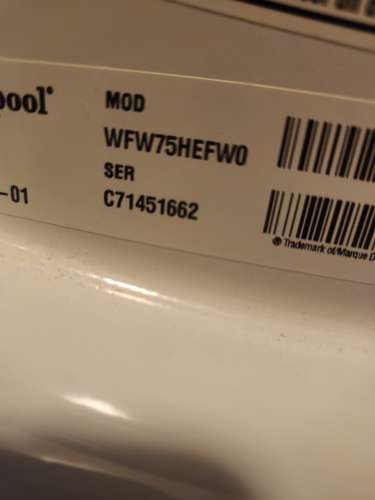 pool®
MOD
WFW75HEFW0
SER
-01
C71451662
® Trademark of/Marque D